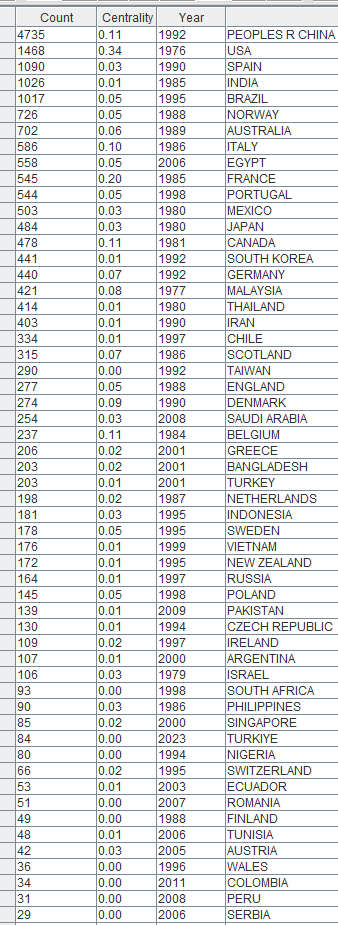 Count Centrality Year
4735 0.11 1992 PEOPLES R CHINA
1468 0.34 1976 USA
1090 0.03 1990 SPAIN
1026 0.01 1985 INDIA
1017 0.05 1995 BRAZIL
726 0.05 1988 NORWAY
702 0.06 1989 AUSTRALIA
586 0.10 1986 ITALY
558 0.05 2006 EGYPT
545 0.20 1985 FRANCE
544 0.05 1998 PORTUGAL
503 0.03 1980 MEXICO
484 0.03 1980 JAPAN
478 0.11 1981 CANADA
441 0.01 1992 SOUTH KOREA
440 0.07 1992 GERMANY
421 0.08 1977 MALAYSIA
414 0.01 1980 THAILAND
403 0.01 1990 IRAN
334 0.01 1997 CHILE
315 0.07 1986 SCOTLAND
290 0.00 1992 TAIWAN
277 0.05 1988 ENGLAND
274 0.09 1990 DENMARK
254 0.03 2008 SAUDI ARABIA
237 0.11 1984 BELGIUM
206 0.02 2001 GREECE
203 0.02 2001 BANGLADESH
203 0.01 2001 TURKEY
198 0.02 1987 NETHERLANDS
181 0.03 1995 INDONESIA
178 0.05 1995 SWEDEN
176 0.01 1999 VIETNAM
172 0.01 1995 NEW ZEALAND
164 0.01 1997 RUSSIA
145 0.05 1998 POLAND
139 0.01 2009 PAKISTAN
130 0.01 1994 CZECH REPUBLIC
109 0.02 1997 IRELAND
107 0.01 2000 ARGENTINA
106 0.03 1979 ISRAEL
93 0.00 1998 SOUTH AFRICA
90 0.03 1986 PHILIPPINES
85 0.02 2000 SINGAPORE
84 0.00 2023 TURKIYE
80 0.00 1994 NIGERIA
66 0.02 1995 SWITZERLAND
53 0.01 2003 ECUADOR
51 0.00 2007 ROMANIA
49 0.00 1988 FINLAND
48 0.01 2006 TUNISIA
42 0.03 2005 AUSTRIA
36 0.00 1996 WALES
34 0.00 2011 COLOMBIA
31 0.00 2008 PERU
29 0.00 2006 SERBIA